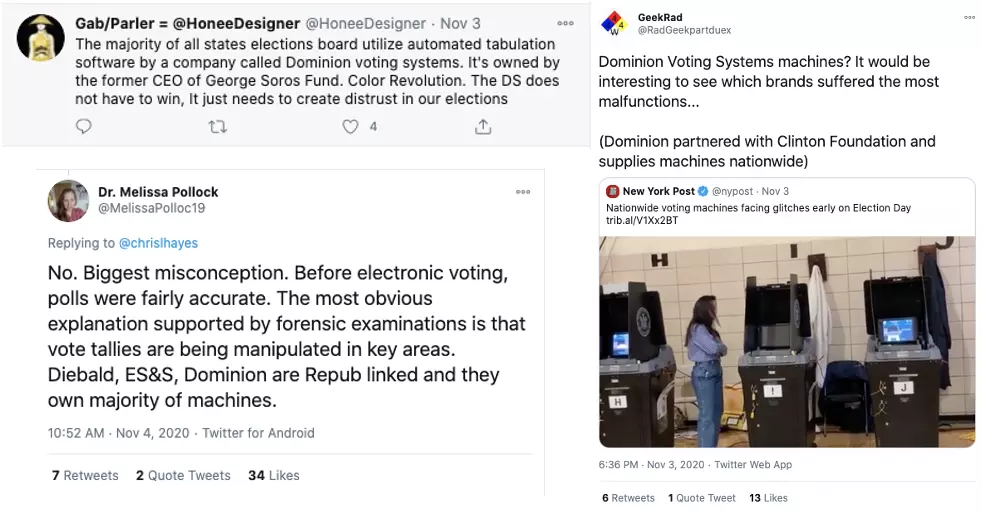 Gab/Parler = @HoneeDesigner @HoneeDesigner · Nov 3
The majority of all states elections board utilize automated tabulation
software by a company called Dominion voting systems. It's owned by
the former CEO of George Soros Fund. Color Revolution. The DS does
not have to win, It just needs to create distrust in our elections
4
Dr. Melissa Pollock
@MelissaPolloc19
Replying to @chrislhayes
No. Biggest misconception. Before electronic voting,
polls were fairly accurate. The most obvious
explanation supported by forensic examinations is that
vote tallies are being manipulated in key areas.
Diebald, ES&S, Dominion are Repub linked and they
own majority of machines.
10:52 AM · Nov 4, 2020 · Twitter for Android
7 Retweets 2 Quote Tweets 34 Likes
GeekRad
@RadGeekpartduex
Dominion Voting Systems machines? It would be
interesting to see which brands suffered the most
malfunctions...
(Dominion partnered with Clinton Foundation and
supplies machines nationwide)
New York Post @nypost · Nov 3
Nationwide voting machines facing glitches early on Election Day
trib.al/V1Xx2BT
H
H
I
J
6:36 PM · Nov 3, 2020 · Twitter Web App
6 Retweets 1 Quote Tweet 13 Likes